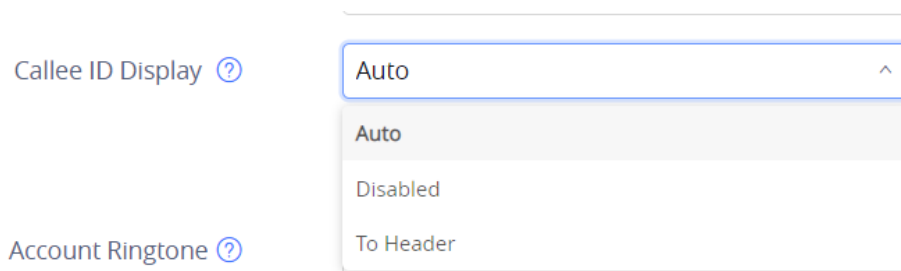 Callee ID Display ?
Auto
Auto
Disabled
To Header
Account Ringtone ?